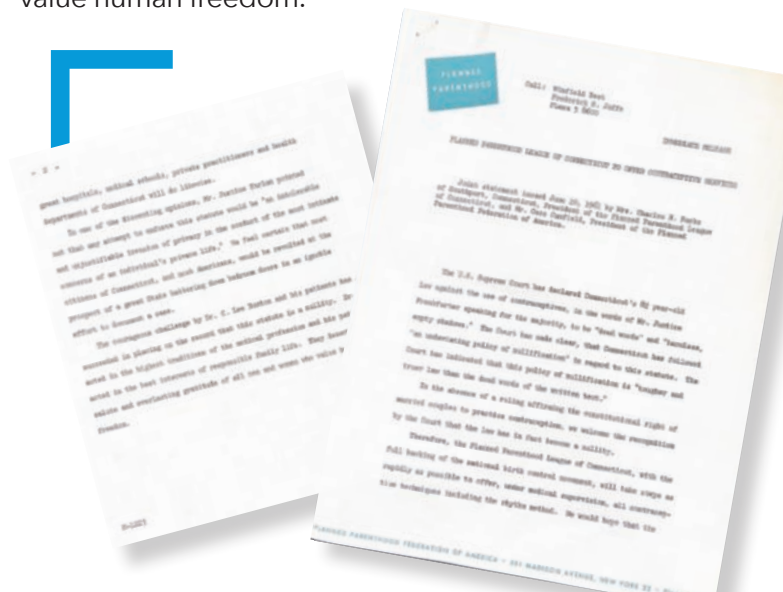 value human freedom.
- 2 -
great hospitals, medical schools, private practitioners and health
departments of Connecticut will do likewise.
In one of the dissenting opinions, Mr. Justice Harlan pointed
out that any attempt to enforce this statute would be "an intolerable
and unjustifiable invasion of privacy in the conduct of the most intimate
concerns of an individual's private life." We feel certain that most
citizens of Connecticut, and most Americans, would be revolted at the
prospect of a great State battering down bedroom doors in an ignoble
effort to document a case.
The courageous challenge by Dr. C. Lee Buxton and his patients has
succeeded in placing on the record that this statute is a nullity. Dr.
acted in the highest traditions of the medical profession and his pat
acted in the best interests of responsible family life. They
salute and everlasting gratitude of all men and women who value
freedom.
PLANNED
PARENTHOOD
Call: Winfield Best
Frederick S. Jaffe
Plaza 3 8600
IMMEDIATE RELEASE
PLANNED PARENTHOOD LEAGUE OF CONNECTICUT TO OFFER CONTRACEPTIVE SERVICES
Joint statement issued June 20, 1961 by Mrs. Charles H. Parks
of Southport, Connecticut, President of the Planned Parenthood League
of Connecticut, and Mr. Cass Canfield, President of the Planned
Parenthood Federation of America.
The U.S. Supreme Court has declared Connecticut's 82 year-old
law against the use of contraceptives, in the words of Mr. Justice
Frankfurter speaking for the majority, to be "dead words" and "harmless,
empty shadows." The Court has made clear, that Connecticut has followed
"an undeviating policy of nullification" in regard to this statute. The
Court has indicated that this policy of nullification is "tougher and
truer law than the dead words of the written text."
In the absence of a ruling affirming the constitutional right of
married couples to practice contraception, we welcome the recognition
by the Court that the law has in fact become a nullity.
Therefore, the Planned Parenthood League of Connecticut, with the
full backing of the national birth control movement, will take steps as
rapidly as possible to offer, under medical supervision, all contracep-
tive techniques including the rhythm method. We would hope that the
PLANNED PARENTHOOD FEDERATION OF AMERICA • 501 MADISON AVENUE, NEW YORK 22